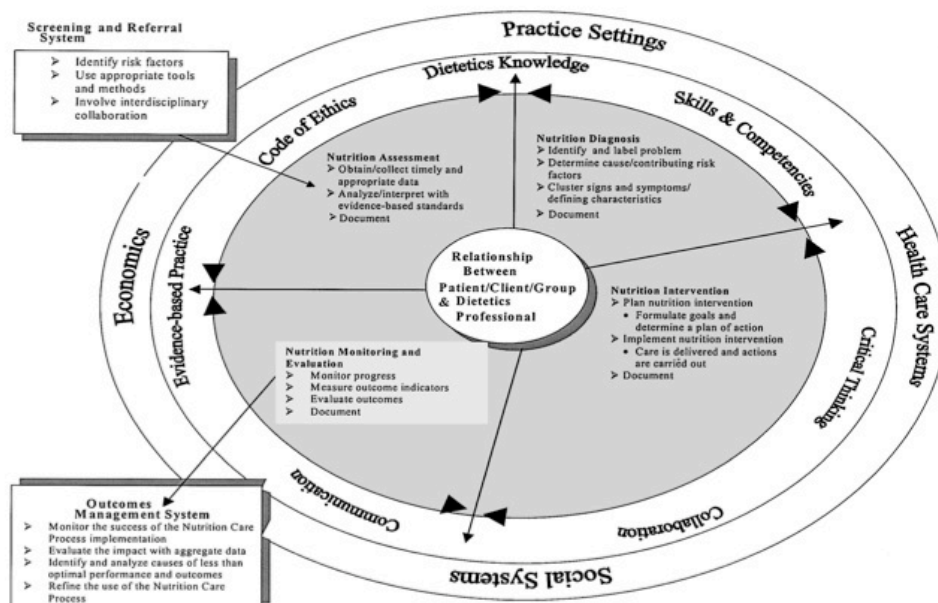 Screening and Referral
System
➢ Identify risk factors
➢ Use appropriate tools
and methods
➢ Involve interdisciplinary
collaboration
Practice Settings
Dietetics Knowledge
Code of Ethics
Skills & Competencies
Nutrition Assessment
➢ Obtain/collect timely and
appropriate data
➢ Analyze/interpret with
evidence-based standards
➢ Document
Nutrition Diagnosis
➢ Identify and label problem
➢ Determine cause/contributing risk
factors
➢ Cluster signs and symptoms/
defining characteristics
➢ Document
Economics
Evidence-based Practice
Relationship
Between
Patient/Client/Group
& Dietetics
Professional
Health Care Systems
Critical Thinking
Nutrition Intervention
➢ Plan nutrition intervention
• Formulate goals and
determine a plan of action
➢ Implement nutrition intervention
• Care is delivered and actions
are carried out
➢ Document
Nutrition Monitoring and
Evaluation
➢ Monitor progress
➢ Measure outcome indicators
➢ Evaluate outcomes
➢ Document
Communication
Collaboration
Social Systems
Outcomes
Management System
➢ Monitor the success of the Nutrition Care
Process implementation
➢ Evaluate the impact with aggregate data
➢ Identify and analyze causes of less than
optimal performance and outcomes
➢ Refine the use of the Nutrition Care
Process